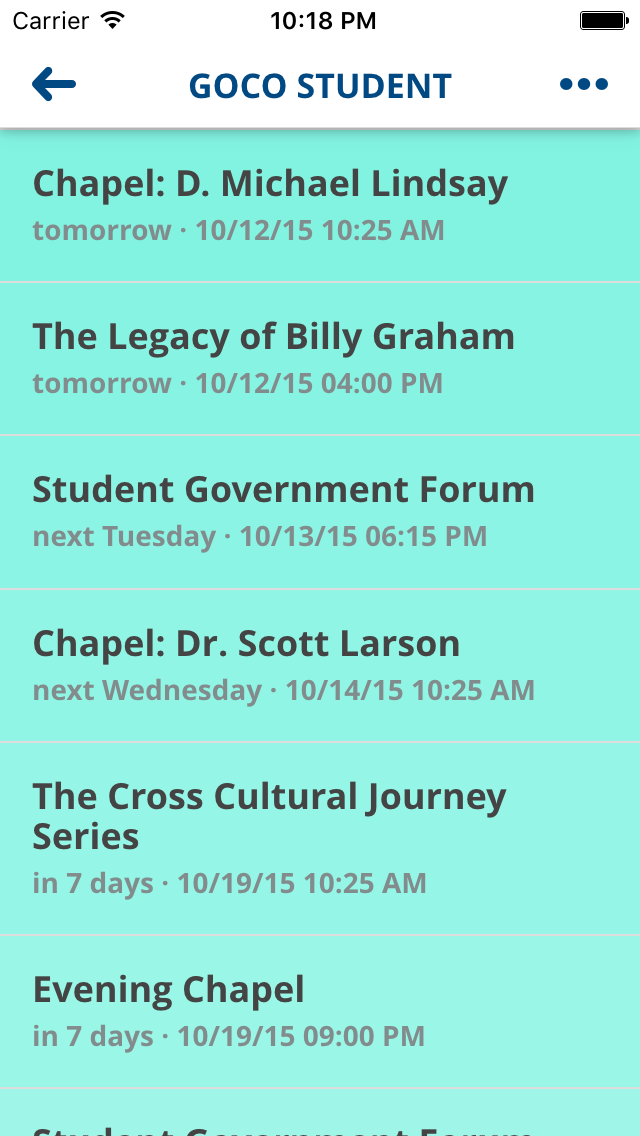 Carrier 10:18 PM
GOCO STUDENT
Chapel: D. Michael Lindsay
tomorrow · 10/12/15 10:25 AM
The Legacy of Billy Graham
tomorrow · 10/12/15 04:00 PM
Student Government Forum
next Tuesday · 10/13/15 06:15 PM
Chapel: Dr. Scott Larson
next Wednesday · 10/14/15 10:25 AM
The Cross Cultural Journey
Series
in 7 days · 10/19/15 10:25 AM
Evening Chapel
in 7 days · 10/19/15 09:00 PM
Student Government Forum